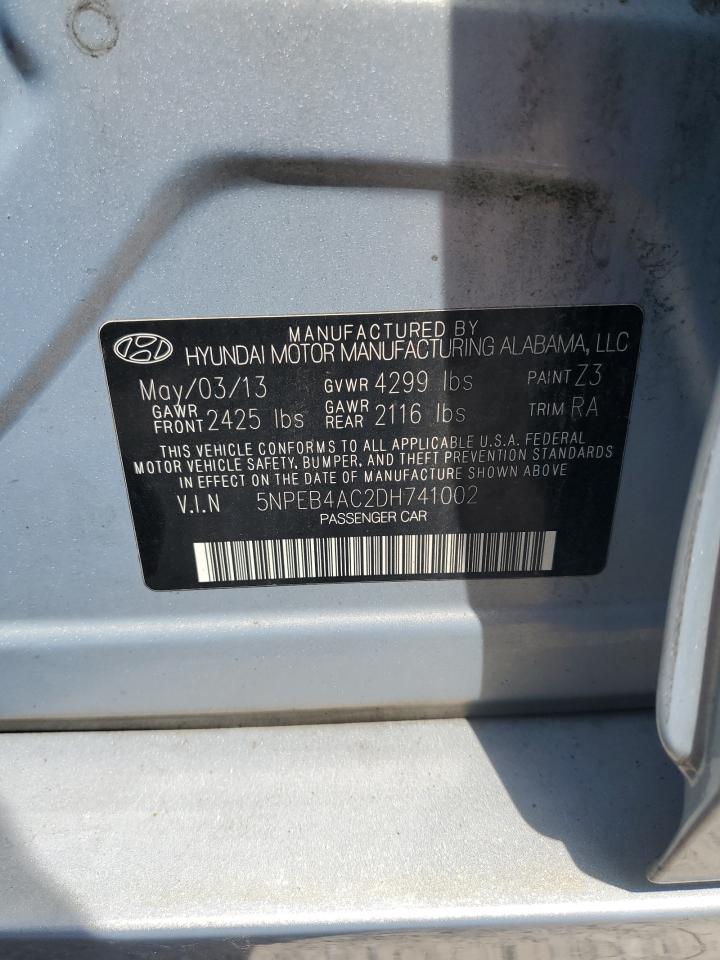 MANUFACTURED BY
HYUNDAI MOTOR MANUFACTURING ALABAMA, LLC
May/03/13 GVWR 4299 lbs PAINT Z3
GAWR FRONT 2425 lbs GAWR REAR 2116 lbs TRIM RA
THIS VEHICLE CONFORMS TO ALL APPLICABLE U.S.A. FEDERAL
MOTOR VEHICLE SAFETY, BUMPER, AND THEFT PREVENTION STANDARDS
IN EFFECT ON THE DATE OF MANUFACTURE SHOWN ABOVE
V.I.N 5NPEB4AC2DH741002
PASSENGER CAR